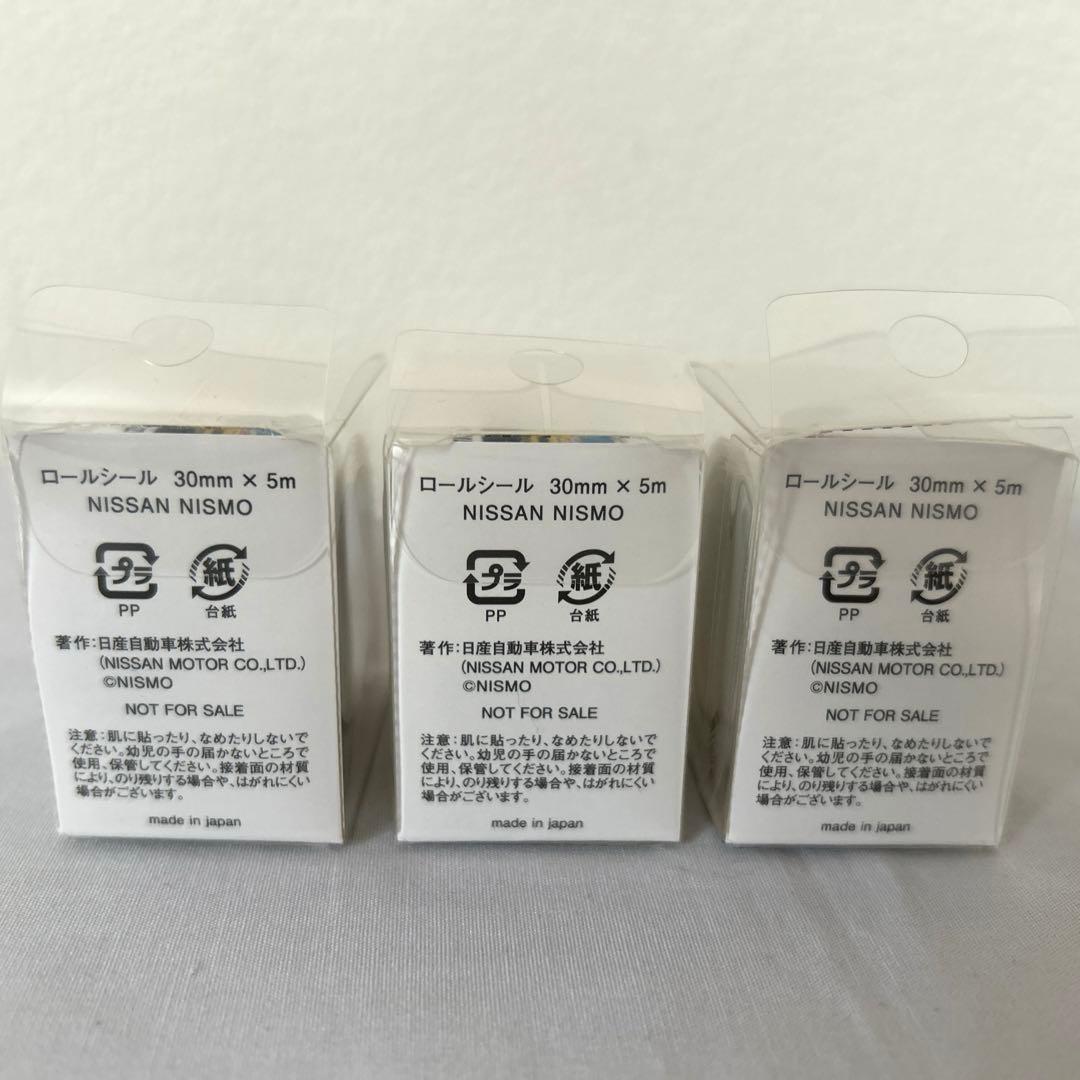 ロールシール 30mm × 5m
NISSAN NISMO
プラ 紙
PP 台紙
著作:日産自動車株式会社
(NISSAN MOTOR CO.,LTD.)
©NISMO
NOT FOR SALE
注意:肌に貼ったり、なめたりしないで
ください。幼児の手の届かないところで
使用、保管してください。接着面の材質
により、のり残りする場合や、はがれにくい
場合がございます。
made in japan
ロールシール 30mm × 5m
NISSAN NISMO
プラ 紙
PP 台紙
著作:日産自動車株式会社
(NISSAN MOTOR CO.,LTD.)
©NISMO
NOT FOR SALE
注意:肌に貼ったり、なめたりしないで
ください。幼児の手の届かないところで
使用、保管してください。接着面の材質
により、のり残りする場合や、はがれにくい
場合がございます。
made in japan
ロールシール 30mm × 5m
NISSAN NISMO
プラ 紙
PP 台紙
著作:日産自動車株式会社
(NISSAN MOTOR CO.,LTD.)
©NISMO
NOT FOR SALE
注意:肌に貼ったり、なめたりしないで
ください。幼児の手の届かないところで
使用、保管してください。接着面の材質
により、のり残りする場合や、はがれにくい
場合がございます。
made in japan